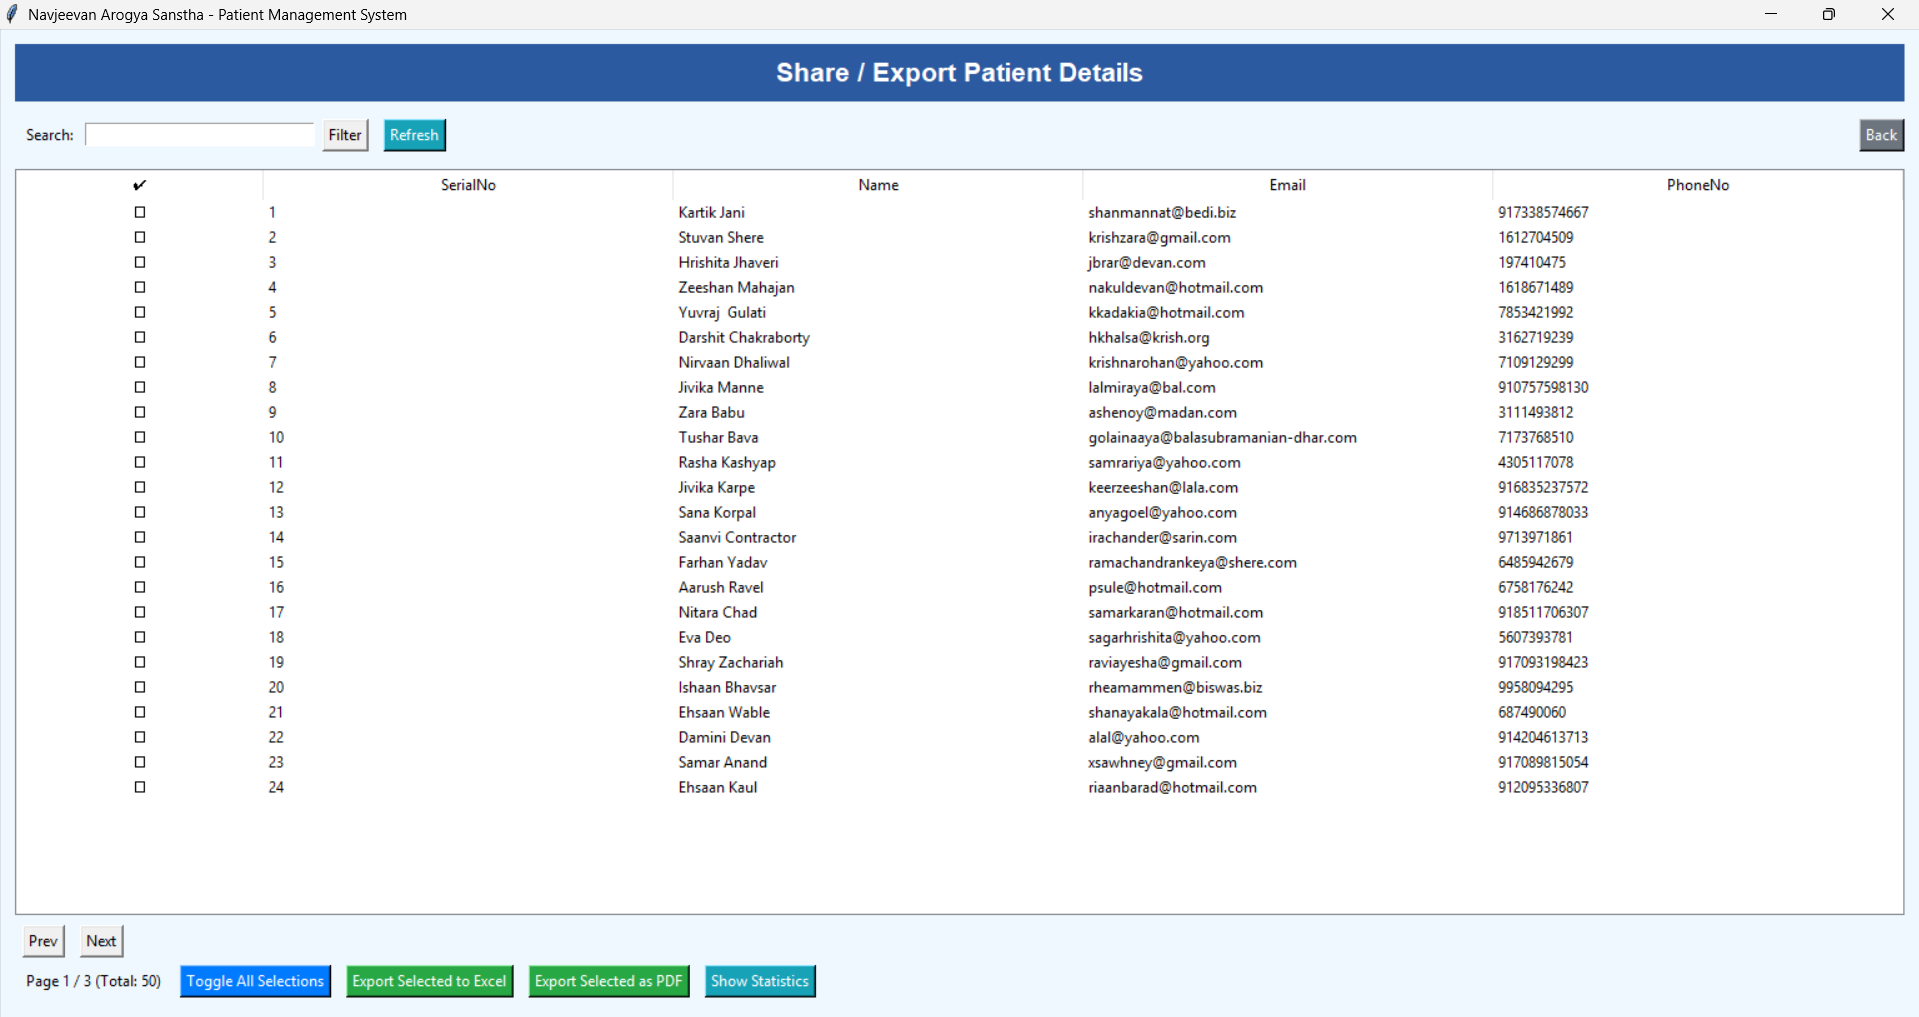 Navjeevan Arogya Sanstha - Patient Management System
Share / Export Patient Details
Search: Filter Refresh Back
✔ SerialNo Name Email PhoneNo
1 Kartik Jani shanmannat@bedi.biz 917338574667
2 Stuvan Shere krishzara@gmail.com 1612704509
3 Hrishita Jhaveri jbrar@devan.com 197410475
4 Zeeshan Mahajan nakuldevan@hotmail.com 1618671489
5 Yuvraj  Gulati kkadakia@hotmail.com 7853421992
6 Darshit Chakraborty hkhalsa@krish.org 3162719239
7 Nirvaan Dhaliwal krishnarohan@yahoo.com 7109129299
8 Jivika Manne lalmiraya@bal.com 910757598130
9 Zara Babu ashenoy@madan.com 3111493812
10 Tushar Bava golainaaya@balasubramanian-dhar.com 7173768510
11 Rasha Kashyap samrariya@yahoo.com 4305117078
12 Jivika Karpe keerzeeshan@lala.com 916835237572
13 Sana Korpal anyagoel@yahoo.com 914686878033
14 Saanvi Contractor irachander@sarin.com 9713971861
15 Farhan Yadav ramachandrankeya@shere.com 6485942679
16 Aarush Ravel psule@hotmail.com 6758176242
17 Nitara Chad samarkaran@hotmail.com 918511706307
18 Eva Deo sagarhrishita@yahoo.com 5607393781
19 Shray Zachariah raviayesha@gmail.com 917093198423
20 Ishaan Bhavsar rheamammen@biswas.biz 9958094295
21 Ehsaan Wable shanayakala@hotmail.com 687490060
22 Damini Devan alal@yahoo.com 914204613713
23 Samar Anand xsawhney@gmail.com 917089815054
24 Ehsaan Kaul riaanbarad@hotmail.com 912095336807
Prev Next
Page 1 / 3 (Total: 50) Toggle All Selections Export Selected to Excel Export Selected as PDF Show Statistics